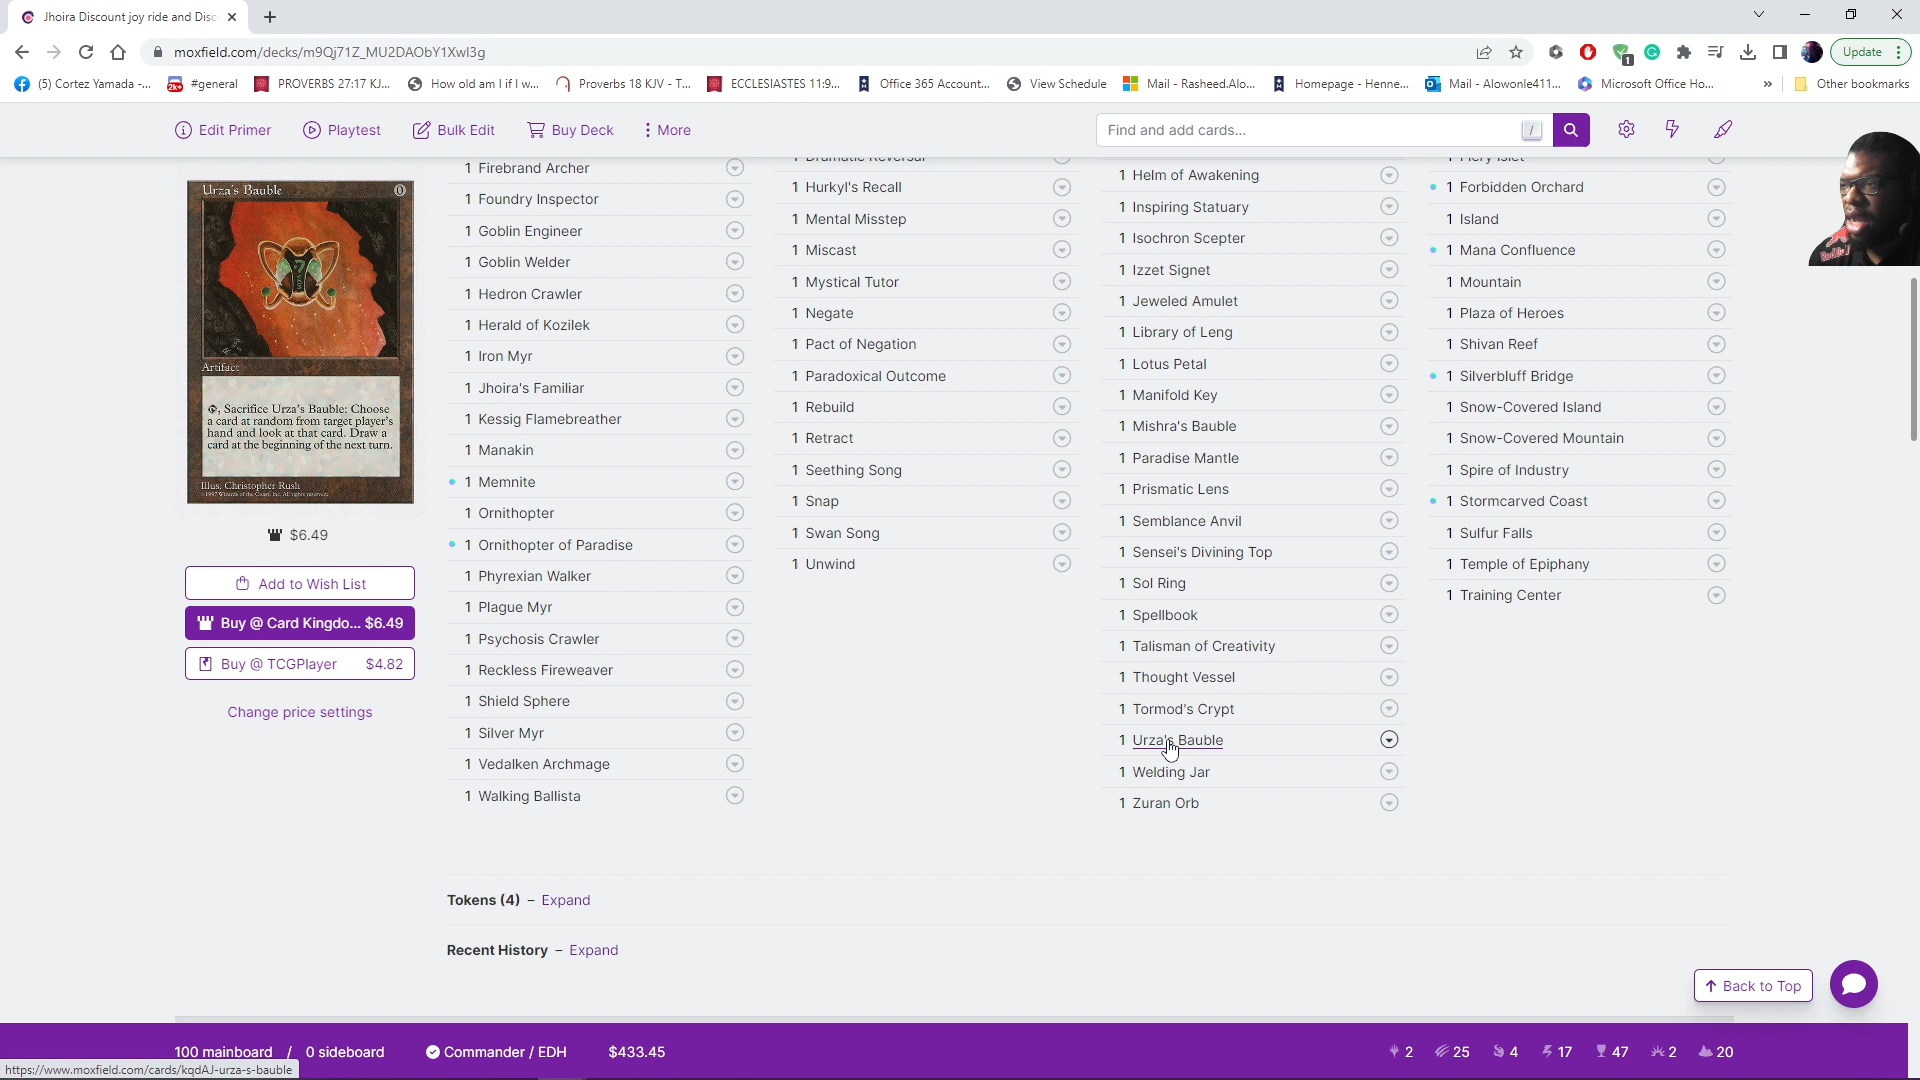 Jhoira Discount joy ride and Disc
moxfield.com/decks/m9Qj71Z_MU2DAObY1Xwl3g
1
Update
(5) Cortez Yamada -...
#general
PROVERBS 27:17 KJ...
How old am I if I w...
Proverbs 18 KJV - T...
ECCLESIASTES 11:9...
Office 365 Account...
View Schedule
Mail - Rasheed.Alo...
Homepage - Henne...
Mail - Alowonle411...
Microsoft Office Ho...
»
Other bookmarks
Edit Primer
Playtest
Bulk Edit
Buy Deck
More
Find and add cards...
/
Urza's Bauble
0
Artifact
, Sacrifice Urza's Bauble: Choose
a card at random from target player's
hand and look at that card. Draw a
card at the beginning of the next turn.
Illus. Christopher Rush
$6.49
Add to Wish List
Buy @ Card Kingdo... $6.49
Buy @ TCGPlayer $4.82
Change price settings
1 Firebrand Archer
1 Foundry Inspector
1 Goblin Engineer
1 Goblin Welder
1 Hedron Crawler
1 Herald of Kozilek
1 Iron Myr
1 Jhoira's Familiar
1 Kessig Flamebreather
1 Manakin
1 Memnite
1 Ornithopter
1 Ornithopter of Paradise
1 Phyrexian Walker
1 Plague Myr
1 Psychosis Crawler
1 Reckless Fireweaver
1 Shield Sphere
1 Silver Myr
1 Vedalken Archmage
1 Walking Ballista
1 Dramatic Reversal
1 Hurkyl's Recall
1 Mental Misstep
1 Miscast
1 Mystical Tutor
1 Negate
1 Pact of Negation
1 Paradoxical Outcome
1 Rebuild
1 Retract
1 Seething Song
1 Snap
1 Swan Song
1 Unwind
1 Helm of Awakening
1 Inspiring Statuary
1 Isochron Scepter
1 Izzet Signet
1 Jeweled Amulet
1 Library of Leng
1 Lotus Petal
1 Manifold Key
1 Mishra's Bauble
1 Paradise Mantle
1 Prismatic Lens
1 Semblance Anvil
1 Sensei's Divining Top
1 Sol Ring
1 Spellbook
1 Talisman of Creativity
1 Thought Vessel
1 Tormod's Crypt
1 Urza's Bauble
1 Welding Jar
1 Zuran Orb
1 Fiery Islet
1 Forbidden Orchard
1 Island
1 Mana Confluence
1 Mountain
1 Plaza of Heroes
1 Shivan Reef
1 Silverbluff Bridge
1 Snow-Covered Island
1 Snow-Covered Mountain
1 Spire of Industry
1 Stormcarved Coast
1 Sulfur Falls
1 Temple of Epiphany
1 Training Center
Tokens (4) – Expand
Recent History – Expand
Back to Top
100 mainboard / 0 sideboard
Commander / EDH
$433.45
2 25 4 17 47 2 20
https://www.moxfield.com/cards/kqdAJ-urza-s-bauble